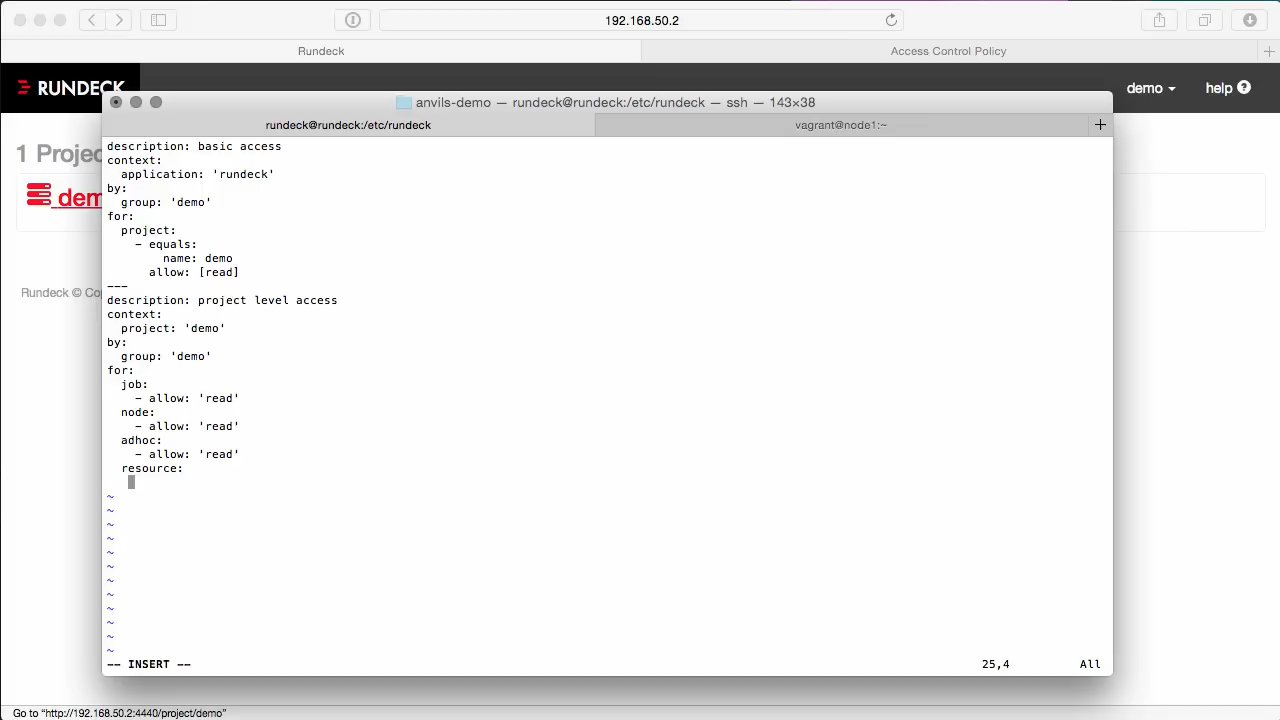 192.168.50.2
Rundeck
Access Control Policy
RUNDECK
demo
help ?
anvils-demo — rundeck@rundeck:/etc/rundeck — ssh — 143×38
rundeck@rundeck:/etc/rundeck
vagrant@node1:~
1 Projec
dem
Rundeck © Co
description: basic access
context:
  application: 'rundeck'
by:
  group: 'demo'
for:
  project:
    - equals:
        name: demo
      allow: [read]
---
description: project level access
context:
  project: 'demo'
by:
  group: 'demo'
for:
  job:
    - allow: 'read'
  node:
    - allow: 'read'
  adhoc:
    - allow: 'read'
  resource:
~
~
~
~
~
~
~
~
~
~
~
~
-- INSERT --
25,4
All
Go to “http://192.168.50.2:4440/project/demo”